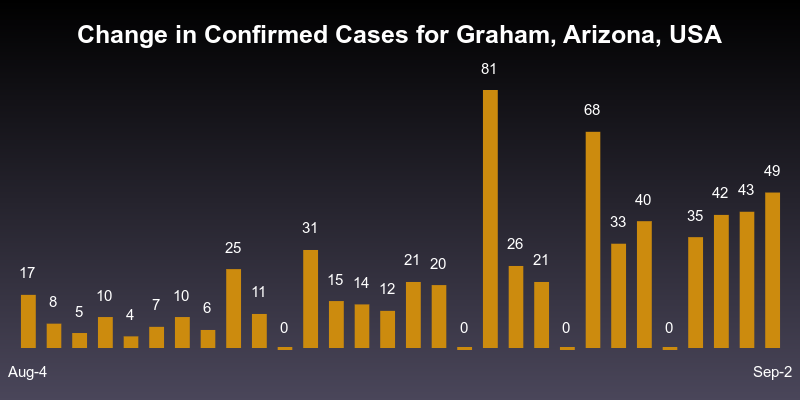 Change in Confirmed Cases for Graham, Arizona, USA
17 8 5 10 4 7 10 6 25 11 0 31 15 14 12 21 20 0 81 26 21 0 68 33 40 0 35 42 43 49
Aug-4 Sep-2